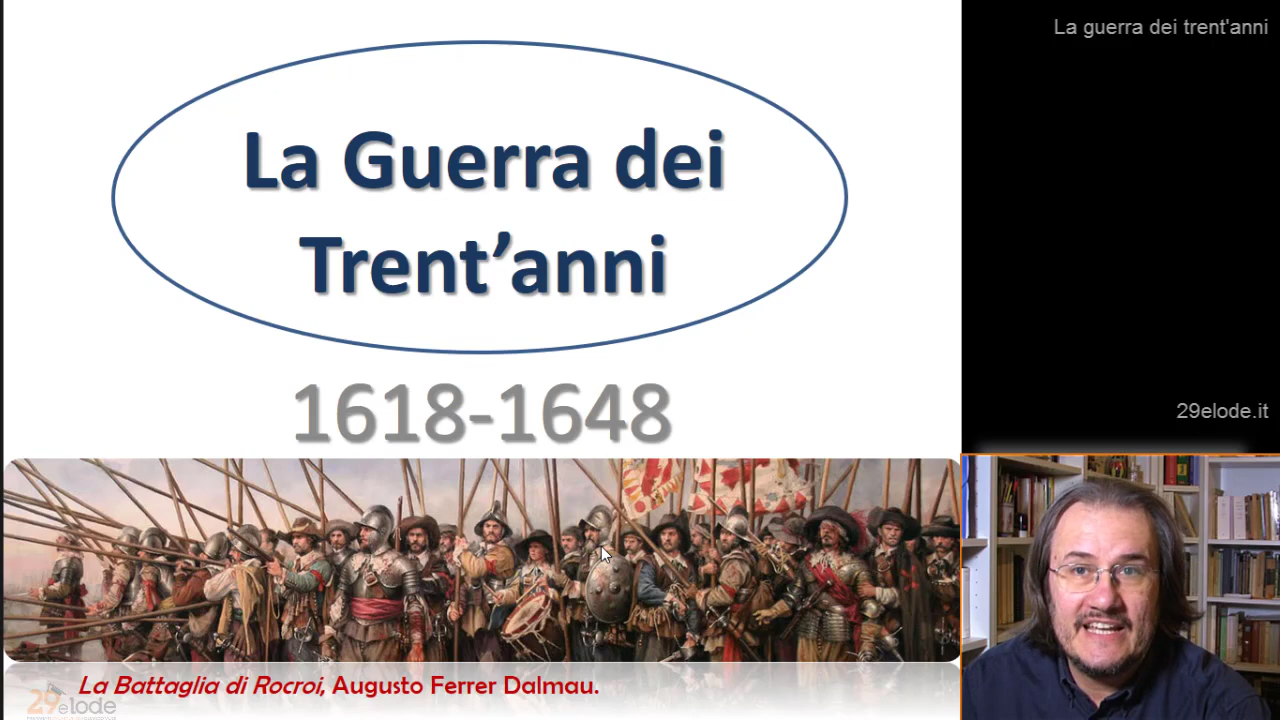 La guerra dei trent'anni
La Guerra dei
Trent’anni
1618-1648
29elode.it
La Battaglia di Rocroi, Augusto Ferrer Dalmau.
29elode